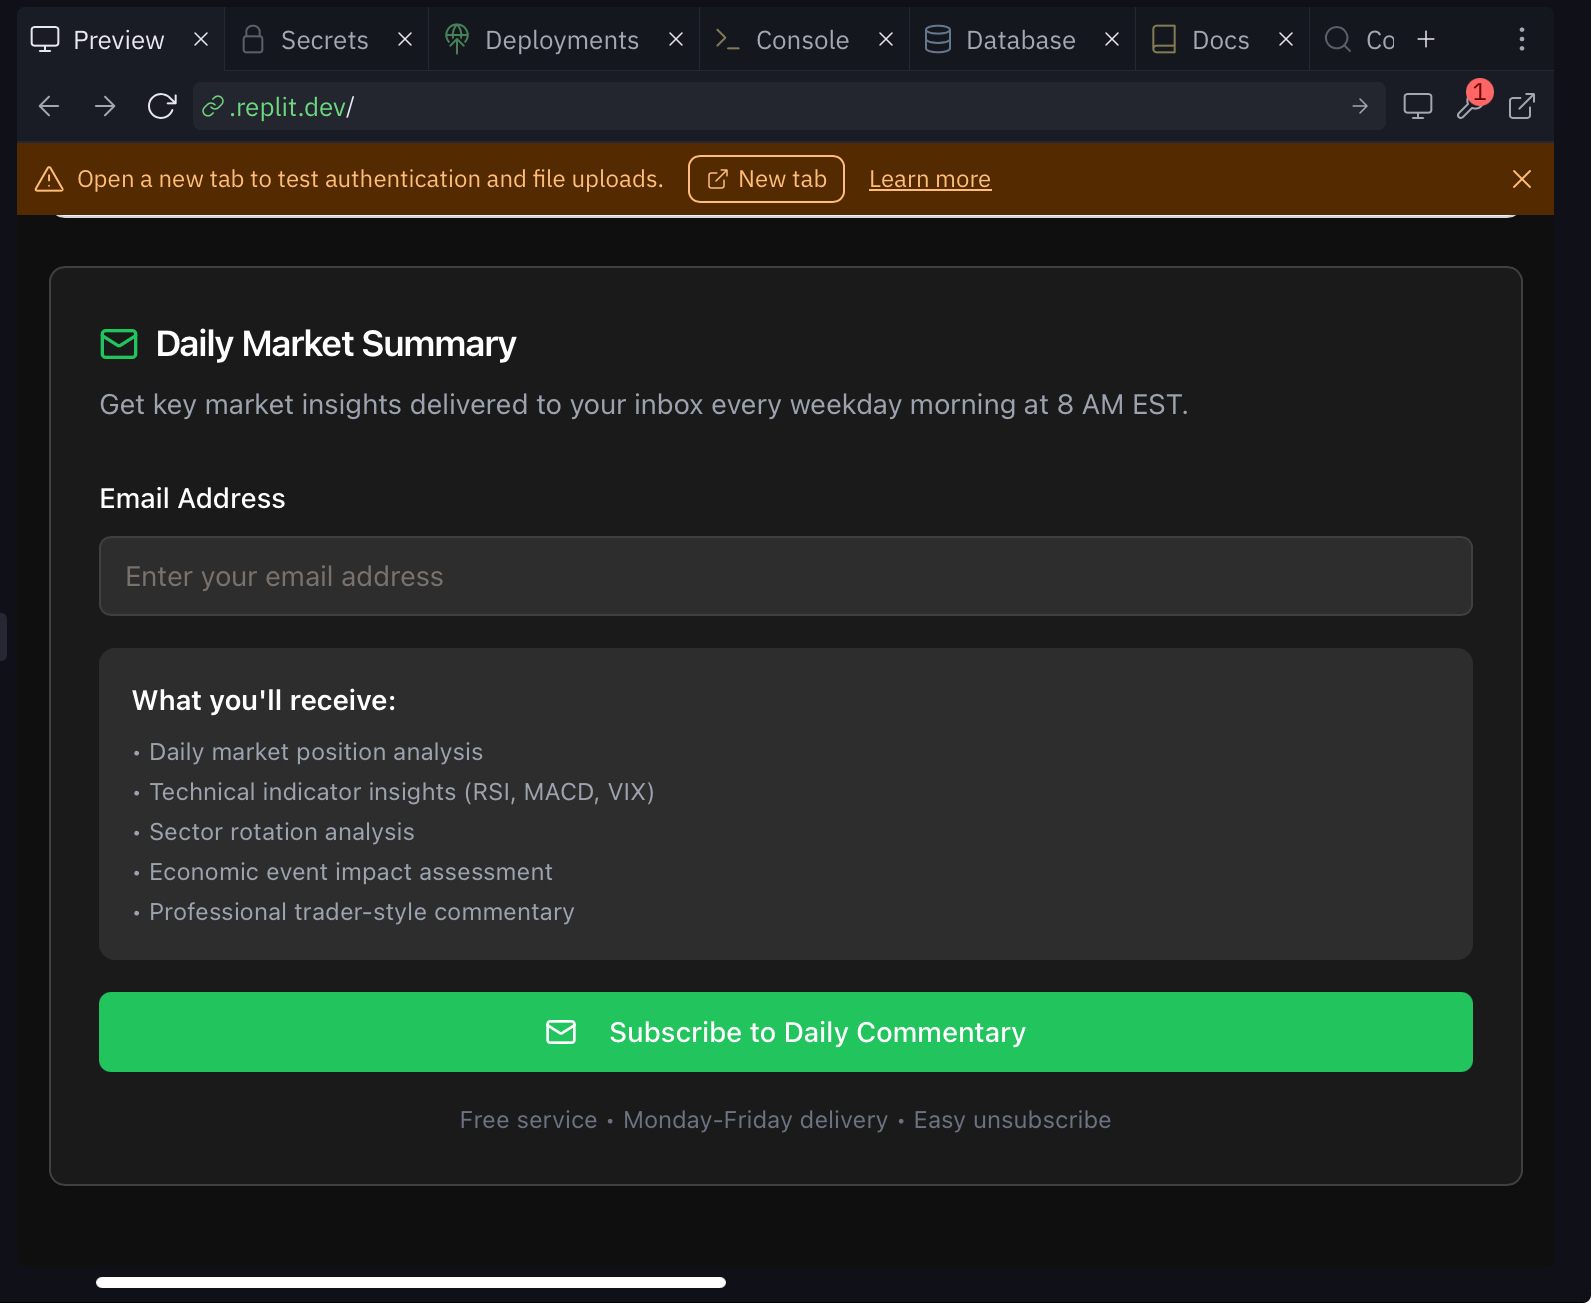 Preview
Secrets
Deployments
Console
Database
Docs
Co
.replit.dev/
1
Open a new tab to test authentication and file uploads.
New tab
Learn more
Daily Market Summary
Get key market insights delivered to your inbox every weekday morning at 8 AM EST.
Email Address
Enter your email address
What you'll receive:
• Daily market position analysis
• Technical indicator insights (RSI, MACD, VIX)
• Sector rotation analysis
• Economic event impact assessment
• Professional trader-style commentary
Subscribe to Daily Commentary
Free service • Monday-Friday delivery • Easy unsubscribe